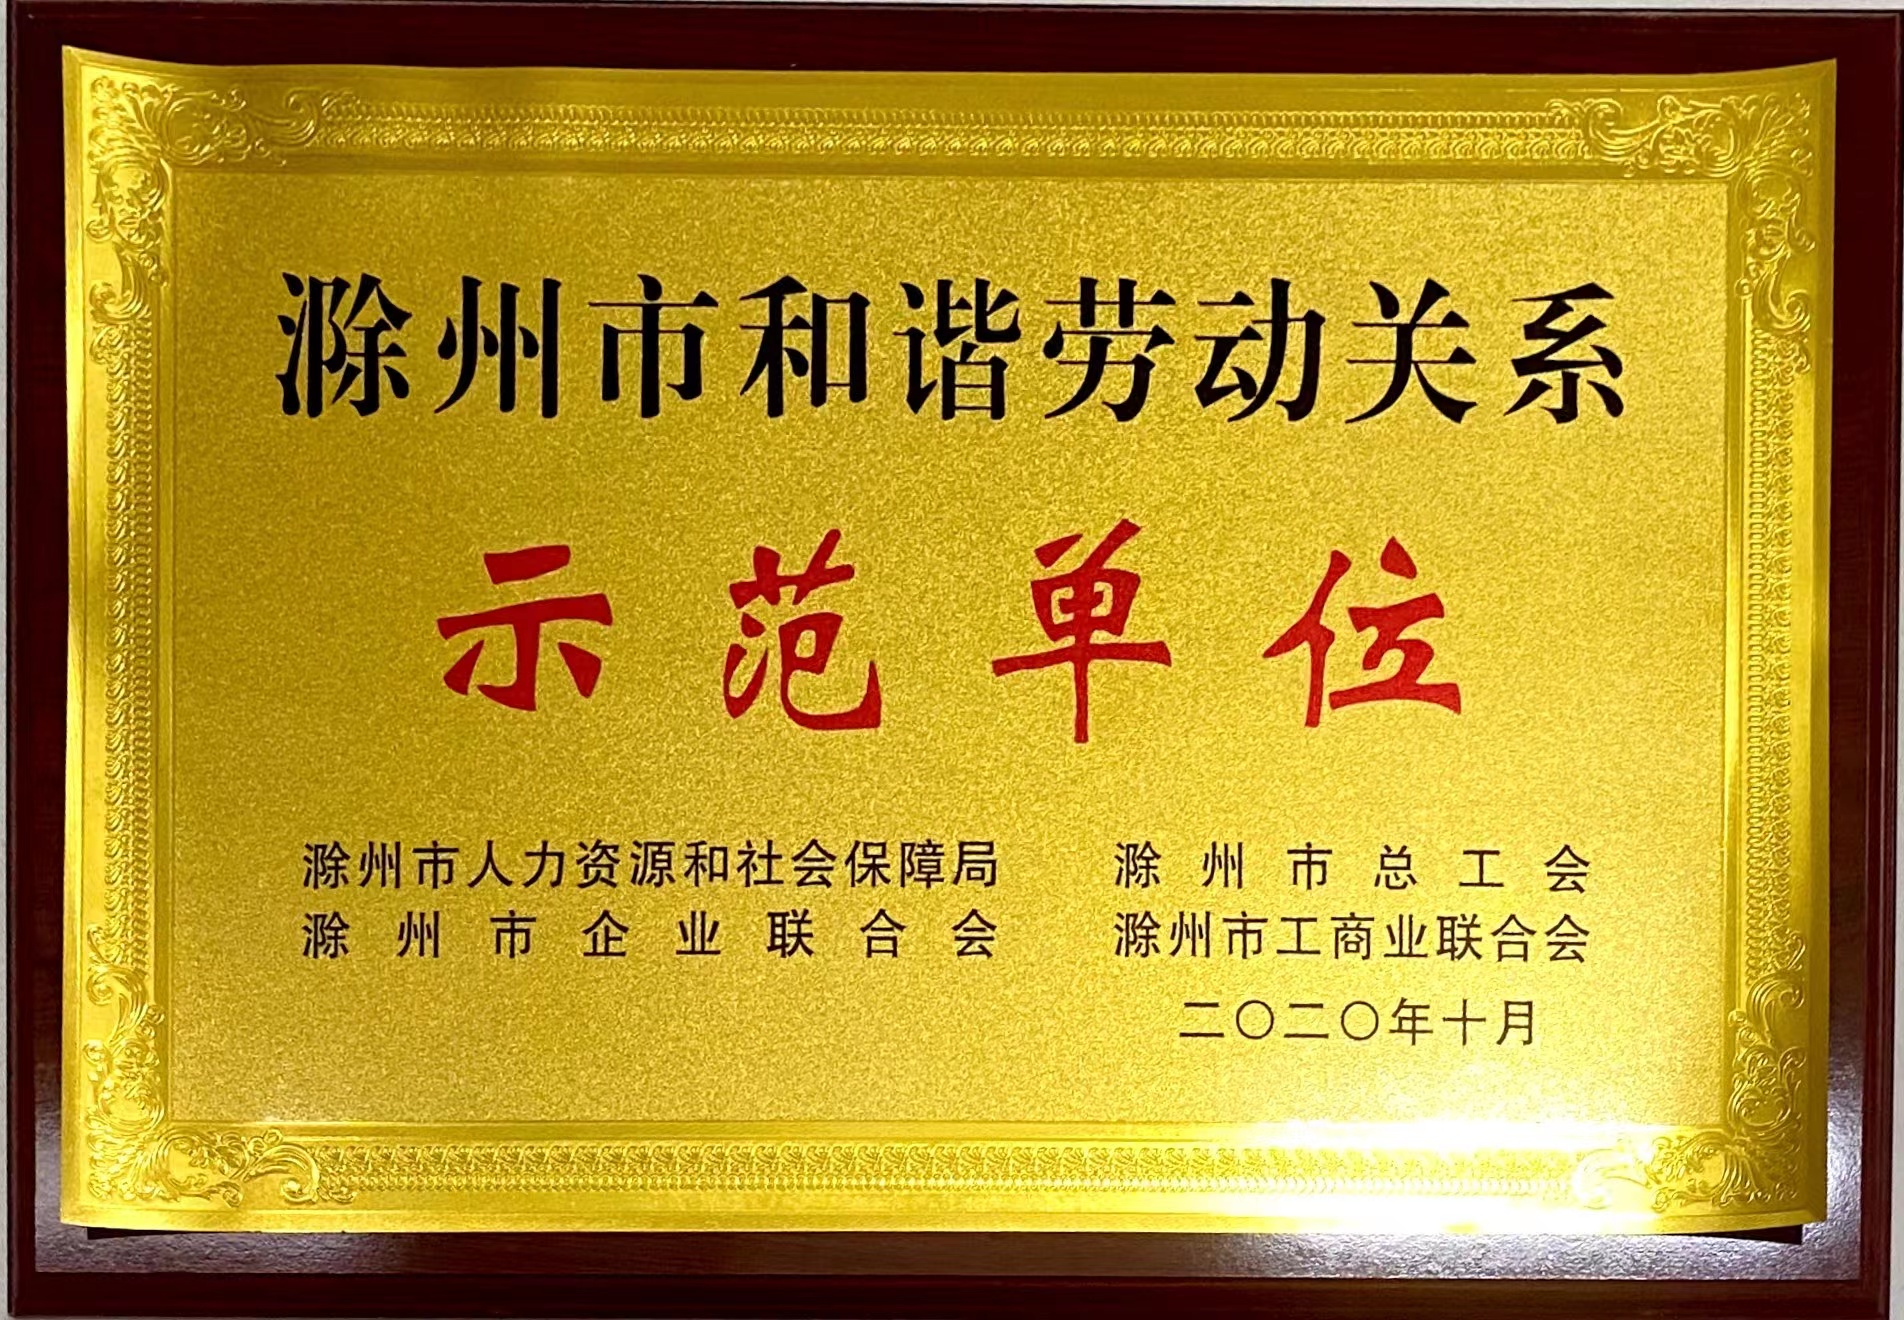 滁州市和谐劳动关系
示范单位
滁州市人力资源和社会保障局 滁州市总工会
滁州市企业联合会 滁州市工商业联合会
二〇二〇年十月